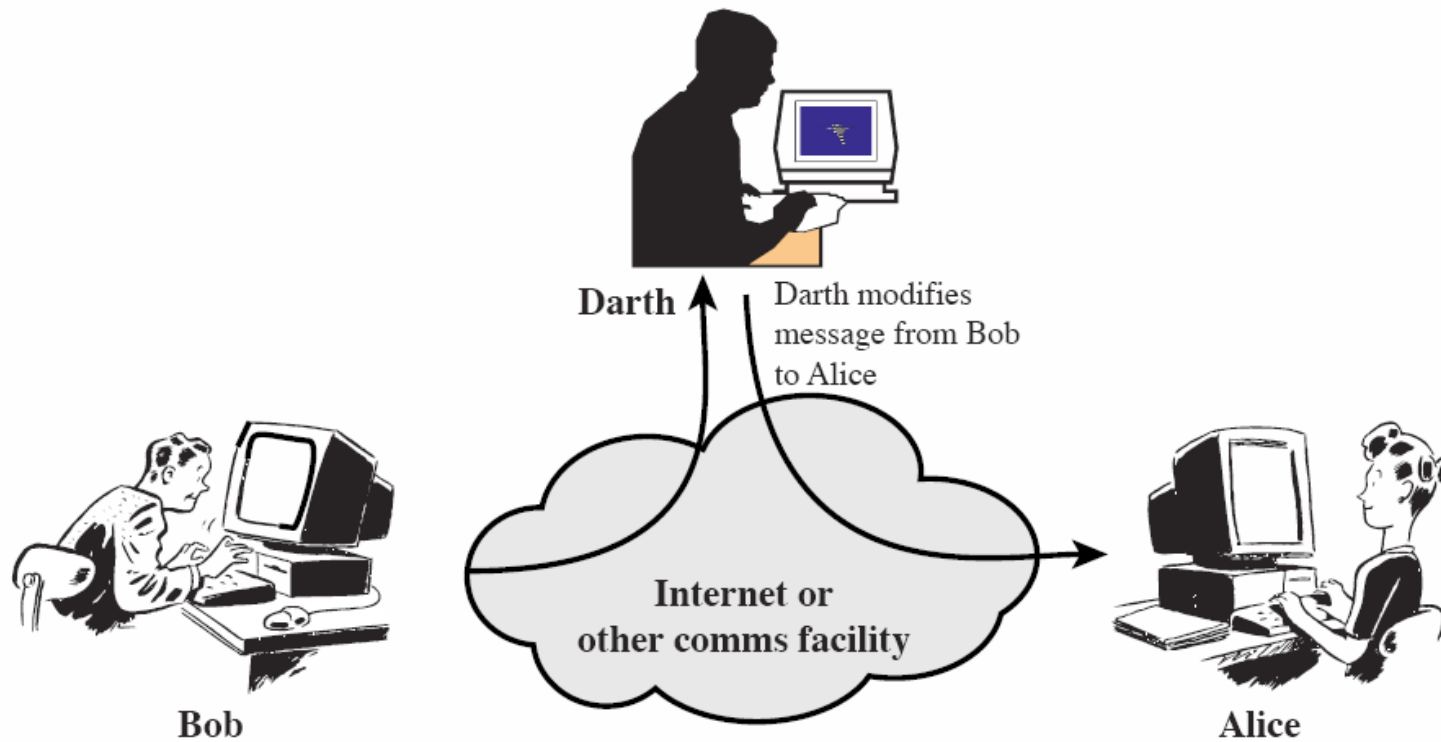 Darth
Darth modifies
message from Bob
to Alice
Internet or
other comms facility
Bob
Alice